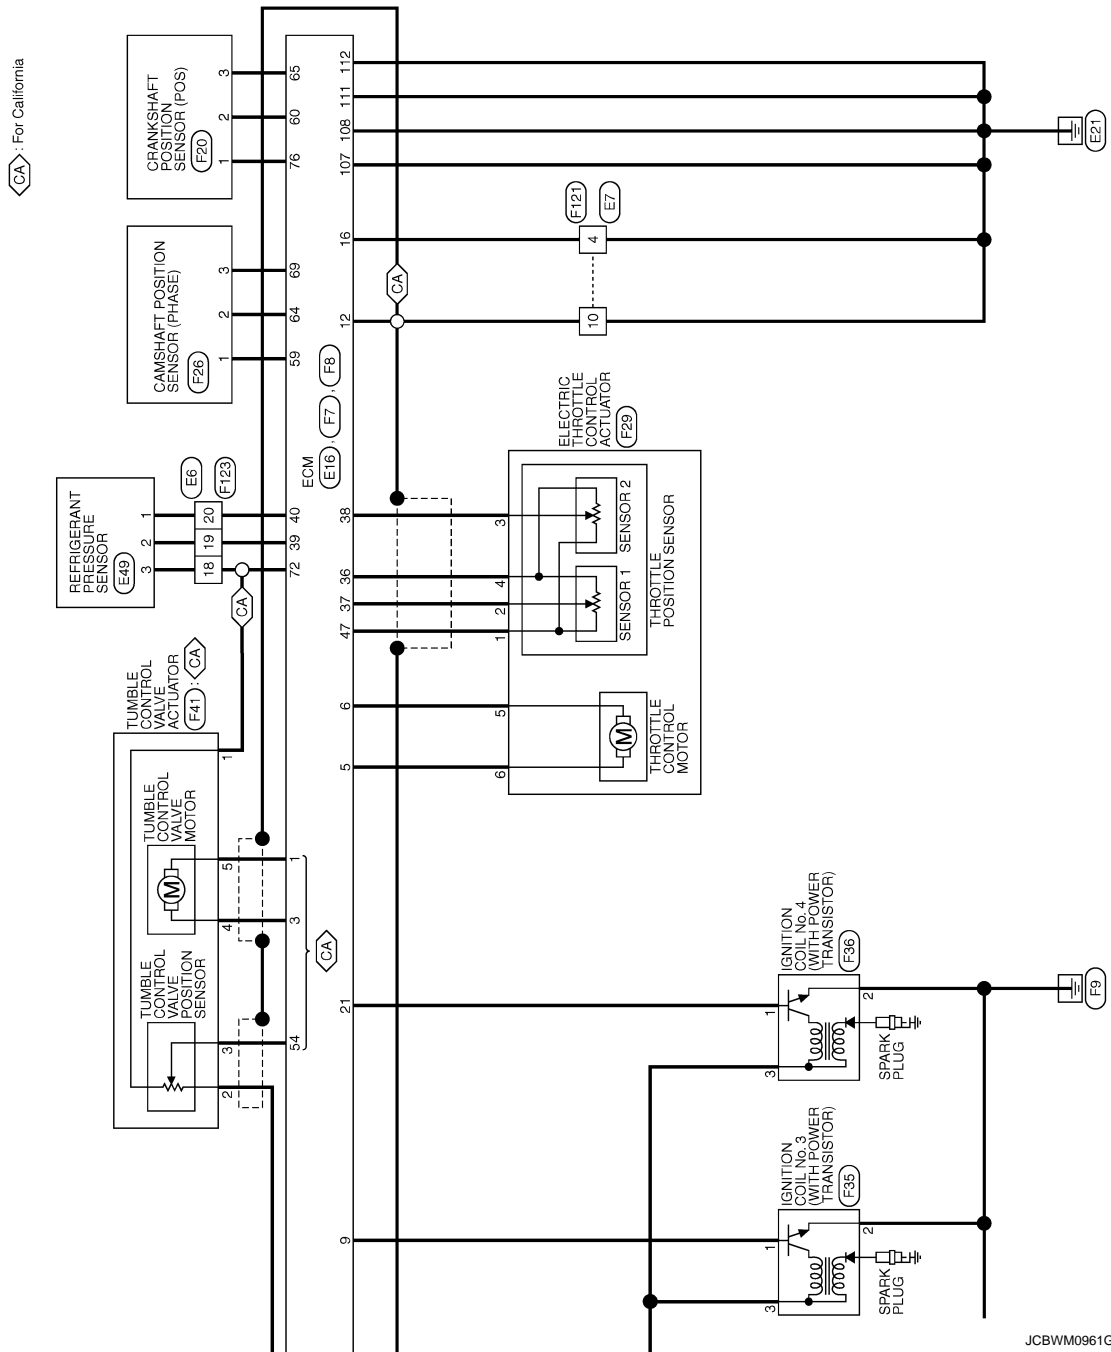 CA : For California
CRANKSHAFT
POSITION
SENSOR (POS)
F20
3
2
1
65
60
76
112
111
108
107
E21
CAMSHAFT POSITION
SENSOR (PHASE)
F26
3
2
1
69
64
59
16
12
F121
E7
4
10
CA
REFRIGERANT
PRESSURE
SENSOR
E49
1
2
3
E6
F123
20
19
18
40
39
72
CA
ECM
E16 , F7 , F8
ELECTRIC
THROTTLE
CONTROL
ACTUATOR
F29
38
36
37
47
6
5
3
4
2
1
5
6
SENSOR 2
SENSOR 1
THROTTLE
POSITION SENSOR
M
THROTTLE
CONTROL
MOTOR
TUMBLE
CONTROL
VALVE
ACTUATOR
F41 : CA
1
TUMBLE
CONTROL
VALVE
MOTOR
M
5
4
1
3
TUMBLE
CONTROL
VALVE
POSITION
SENSOR
3
2
54
CA
21
9
IGNITION
COIL No. 4
(WITH POWER
TRANSISTOR)
F36
1
2
3
SPARK
PLUG
F9
IGNITION
COIL No. 3
(WITH POWER
TRANSISTOR)
F35
1
2
3
SPARK
PLUG
JCBWM0961G